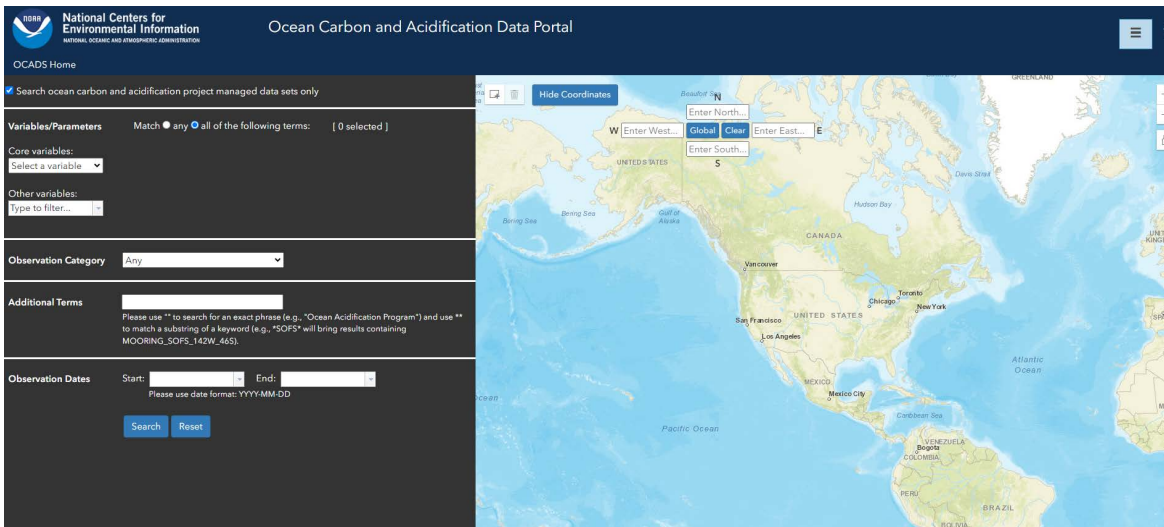 NOAA
National Centers for
Environmental Information
NATIONAL OCEANIC AND ATMOSPHERIC ADMINISTRATION
Ocean Carbon and Acidification Data Portal
OCADS Home
Search ocean carbon and acidification project managed data sets only
Variables/Parameters
Match any all of the following terms:
[ 0 selected ]
Core variables:
Select a variable
Other variables:
Type to filter...
Observation Category
Any
Additional Terms
Please use "" to search for an exact phrase (e.g., "Ocean Acidification Program") and use **
to match a substring of a keyword (e.g., *SOFS* will bring results containing
MOORING_SOFS_142W_46S).
Observation Dates
Start:
End:
Please use date format: YYYY-MM-DD
Search
Reset
Hide Coordinates
N
Enter North...
W
Enter West...
Global
Clear
Enter East...
E
Enter South...
S
GREENLAND
UNITED STATES
Davis Strait
Hudson Bay
Bering Sea
Bering Sea
Gulf of
Alaska
CANADA
Vancouver
Toronto
Chicago
New York
San Francisco
UNITED STATES
Los Angeles
Atlantic
Ocean
MÉXICO
Mexico City
Caribbean Sea
Pacific Ocean
VENEZUELA
Bogota
COLOMBIA
PERU
BRAZIL
BOLIVIA